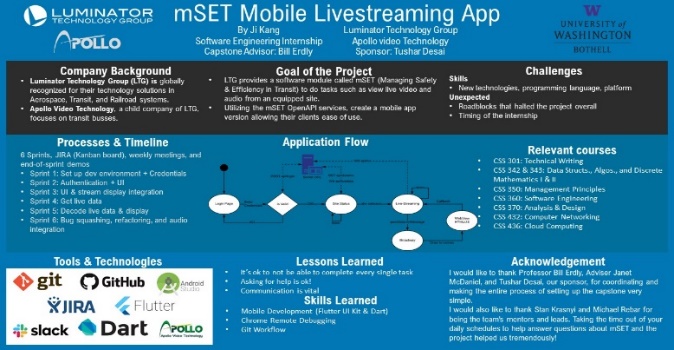 LUMINATOR
TECHNOLOGY GROUP
APOLLO
mSET Mobile Livestreaming App
By Ji Kang
Software Engineering Internship
Capstone Advisor: Bill Erdly
Luminator Technology Group
Apollo video Technology
Sponsor: Tushar Desai
UNIVERSITY of
WASHINGTON
BOTHELL
Company Background
• Luminator Technology Group (LTG) is globally
recognized for their technology solutions in
Aerospace, Transit, and Railroad systems.
• Apollo Video Technology, a child company of LTG,
focuses on transit busses.
Goal of the Project
• LTG provides a software module called mSET (Managing Safety
& Efficiency in Transit) to do tasks such as view live video and
audio from an equipped site.
• Utilizing the mSET OpenAPI services, create a mobile app
version allowing their clients ease of use.
Challenges
Skills
• New technologies, programming language, platform
Unexpected
• Roadblocks that halted the project overall
• Timing of the internship
Processes & Timeline
6 Sprints, JIRA (Kanban board), weekly meetings, and
end-of-sprint demos
• Sprint 1: Set up dev environment + Credentials
• Sprint 2: Authentication + UI
• Sprint 3: UI & stream display integration
• Sprint 4: Get live data
• Sprint 5: Decode live data & display
• Sprint 6: Bug squashing, refactoring, and audio
integration
Application Flow
Login Page
Live Streaming
Relevant courses
• CSS 301: Technical Writing
• CSS 342 & 343: Data Structs., Algos., and Discrete
Mathematics I & II
• CSS 350: Management Principles
• CSS 360: Software Engineering
• CSS 370: Analysis & Design
• CSS 432: Computer Networking
• CSS 436: Cloud Computing
Tools & Technologies
git
GitHub
Android
Studio
JIRA
Flutter
slack
Dart
APOLLO
Apollo Video Technology
Lessons Learned
• It's ok to not be able to complete every single task
• Asking for help is ok!
• Communication is vital
Skills Learned
• Mobile Development (Flutter UI Kit & Dart)
• Chrome Remote Debugging
• Git Workflow
Acknowledgement
I would like to thank Professor Bill Erdly, Adviser Janet
McDaniel, and Tushar Desai, our sponsor, for coordinating and
making the entire process of setting up the capstone very
simple.
I would also like to thank Stan Krasnyi and Michael Rebar for
being the team's mentors and leads. Taking the time out of your
daily schedules to help answer questions about mSET and the
project helped us tremendously!